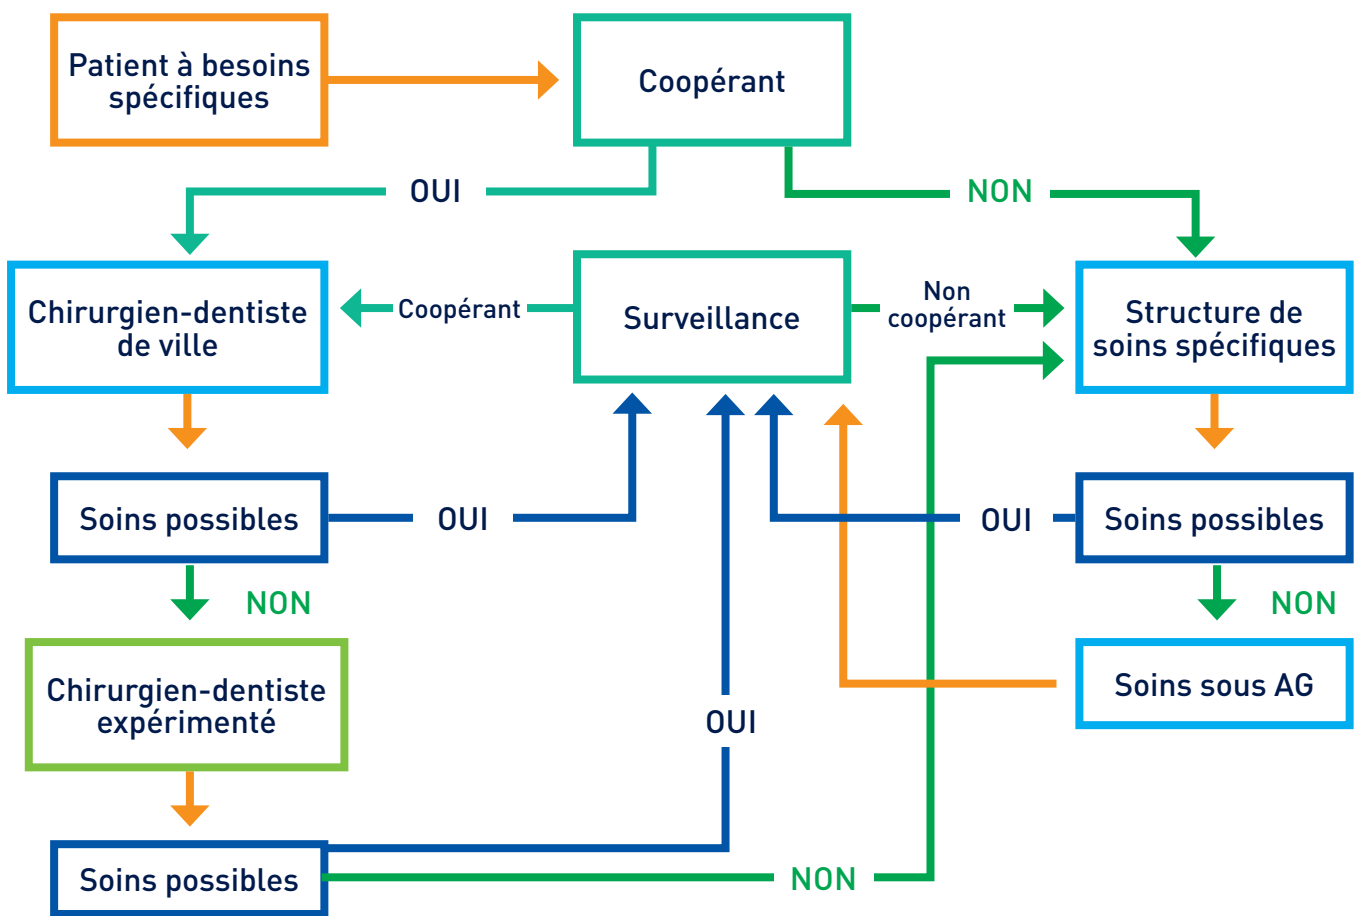 Patient à besoins
spécifiques
Coopérant
OUI
NON
Chirurgien-dentiste
de ville
Coopérant
Surveillance
Non
coopérant
Structure de
soins spécifiques
Soins possibles
OUI
OUI
Soins possibles
NON
NON
Chirurgien-dentiste
expérimenté
Soins sous AG
OUI
Soins possibles
NON